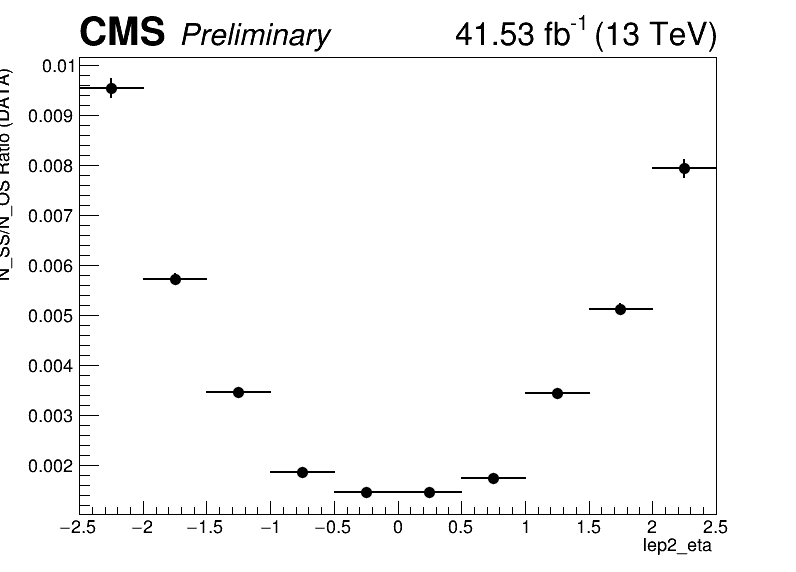 CMS Preliminary 41.53 fb-1 (13 TeV)
N_SS/N_OS Ratio (DATA)
0.01
0.009
0.008
0.007
0.006
0.005
0.004
0.003
0.002
−2.5 −2 −1.5 −1 −0.5 0 0.5 1 1.5 2 2.5
lep2_eta